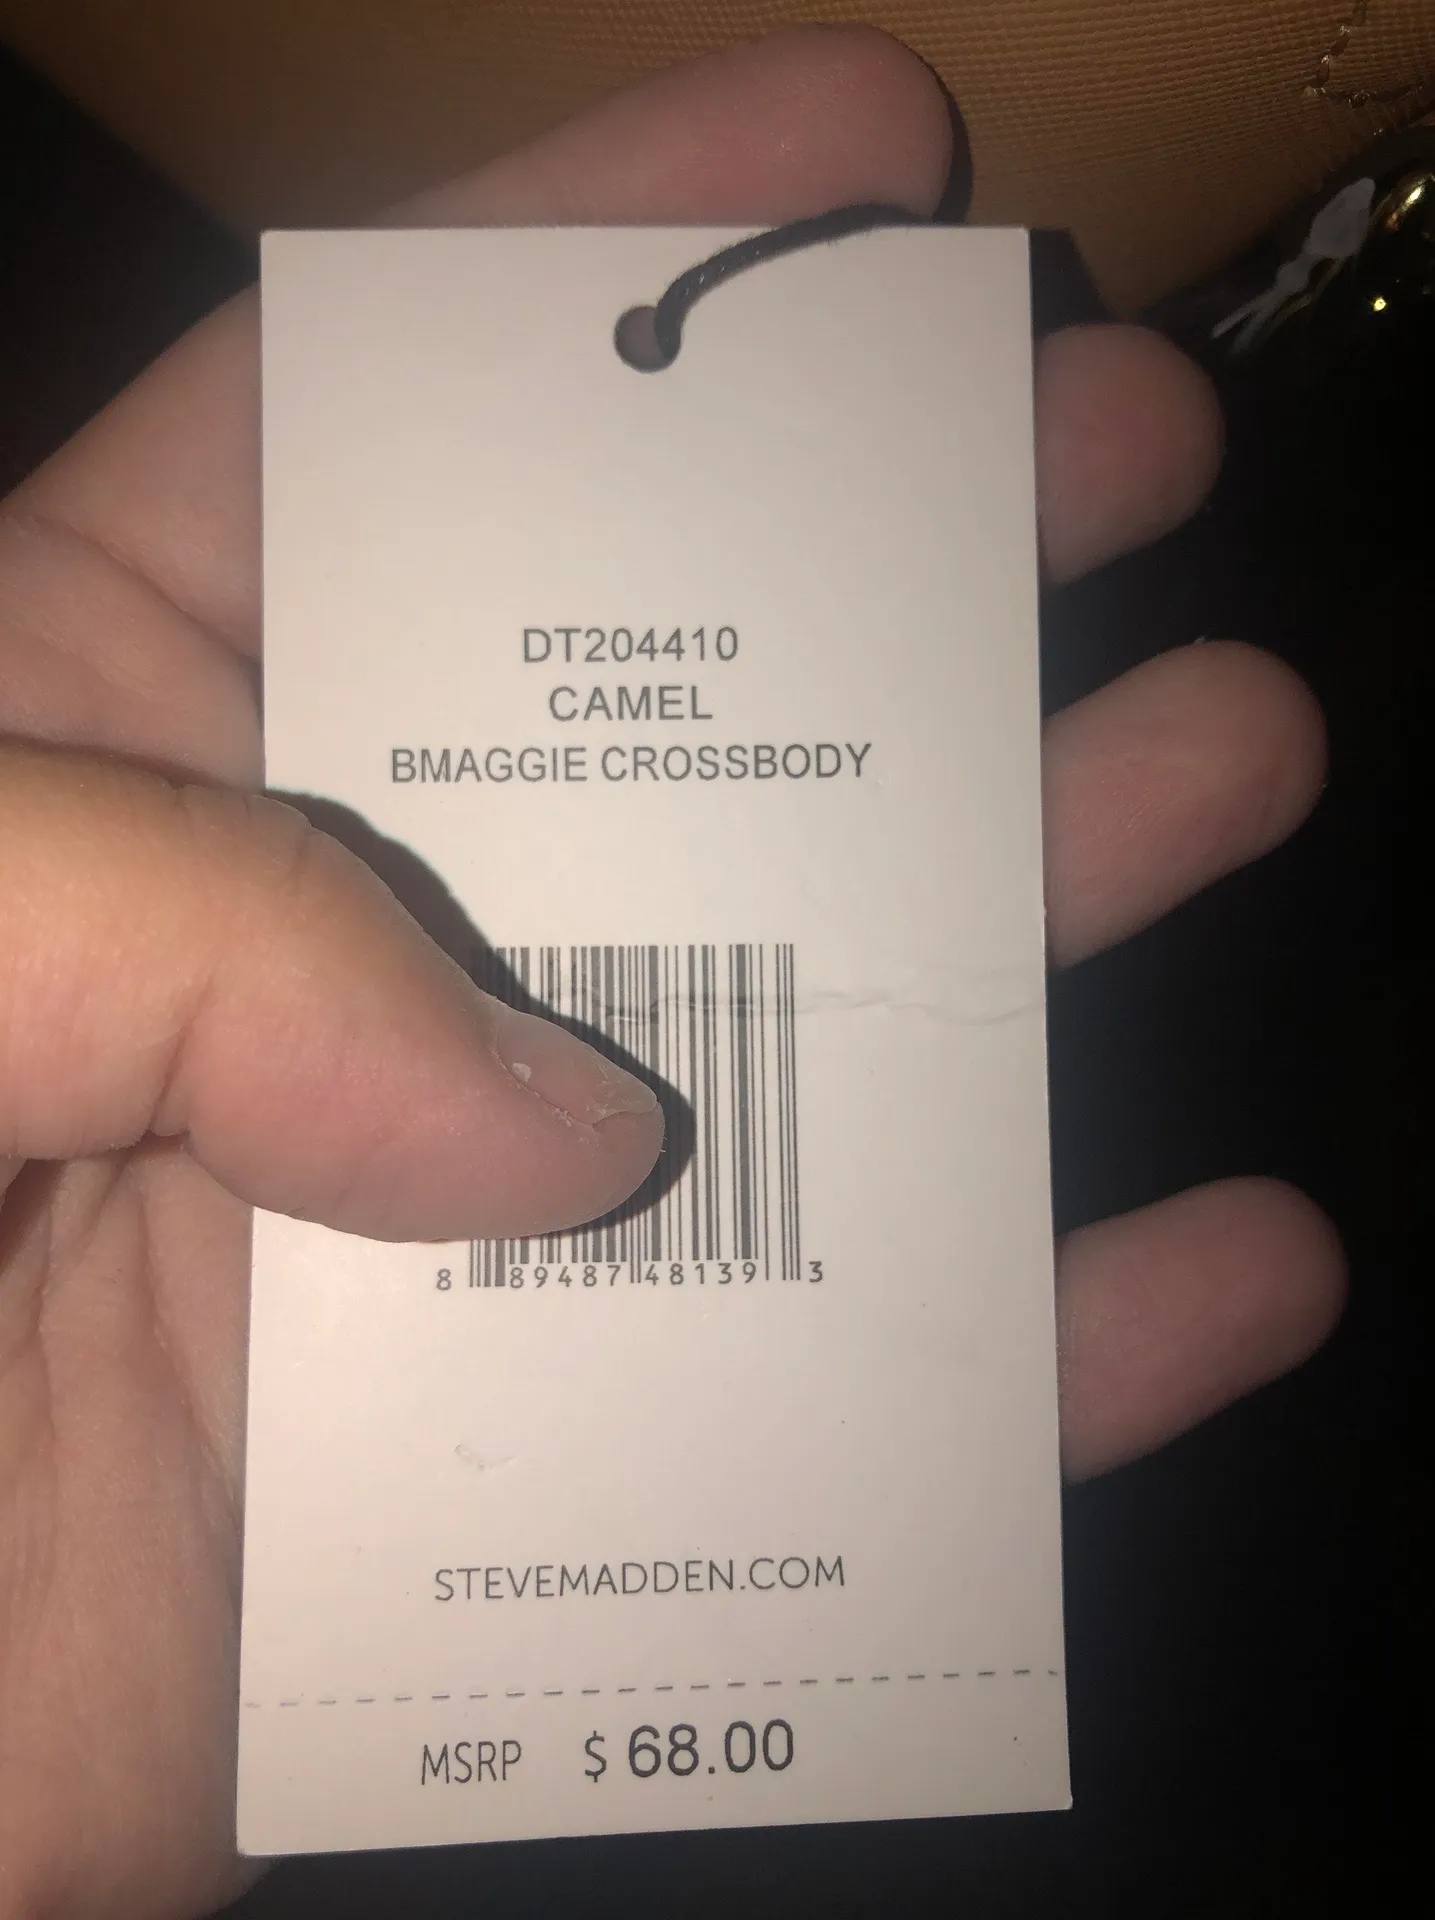 DT204410
CAMEL
BMAGGIE CROSSBODY
8 89487 48139 3
STEVEMADDEN.COM
MSRP $ 68.00